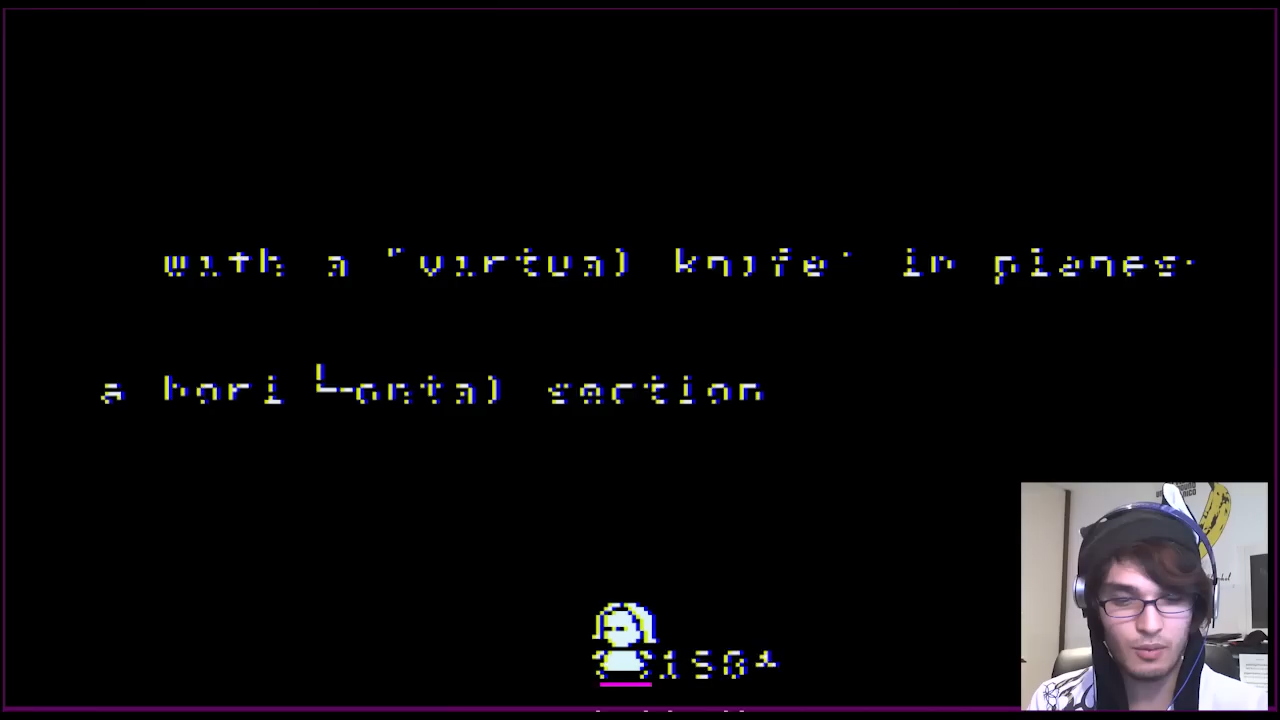 with a "virtual knife" in planes.
a horizontal section